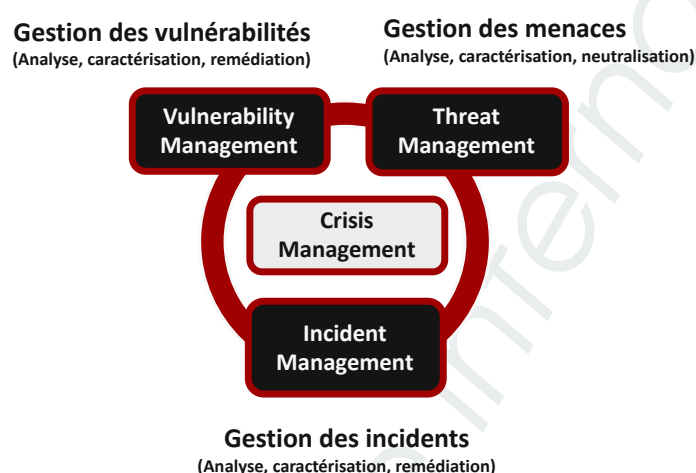 Gestion des vulnérabilités
(Analyse, caractérisation, remédiation)
Gestion des menaces
(Analyse, caractérisation, neutralisation)
Vulnerability
Management
Threat
Management
Crisis
Management
Incident
Management
Gestion des incidents
(Analyse, caractérisation, remédiation)